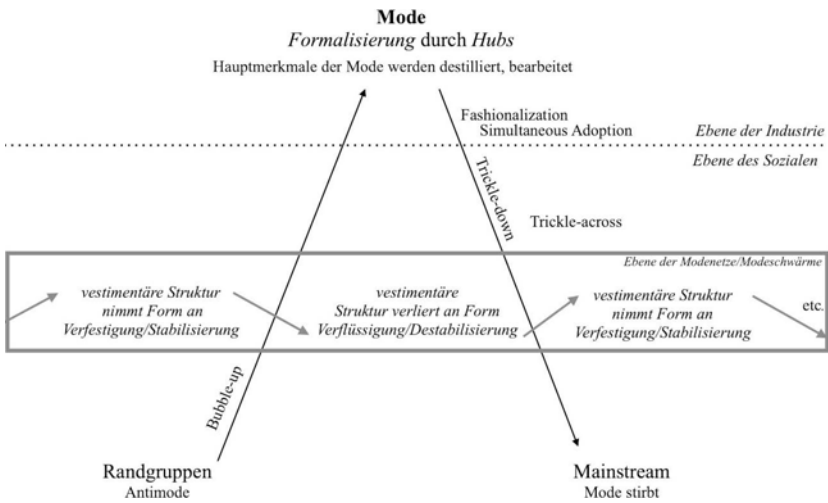 Mode
Formalisierung durch Hubs
Hauptmerkmale der Mode werden destilliert, bearbeitet
Fashionalization
Simultaneous Adoption
Ebene der Industrie
Ebene des Sozialen
Trickle-down
Trickle-across
Ebene der Modenetze/Modeschwärme
vestimentäre Struktur
nimmt Form an
Verfestigung/Stabilisierung
vestimentäre
Struktur verliert an Form
Verflüssigung/Destabilisierung
vestimentäre Struktur
nimmt Form an
Verfestigung/Stabilisierung
etc.
Bubble-up
Randgruppen
Antimode
Mainstream
Mode stirbt